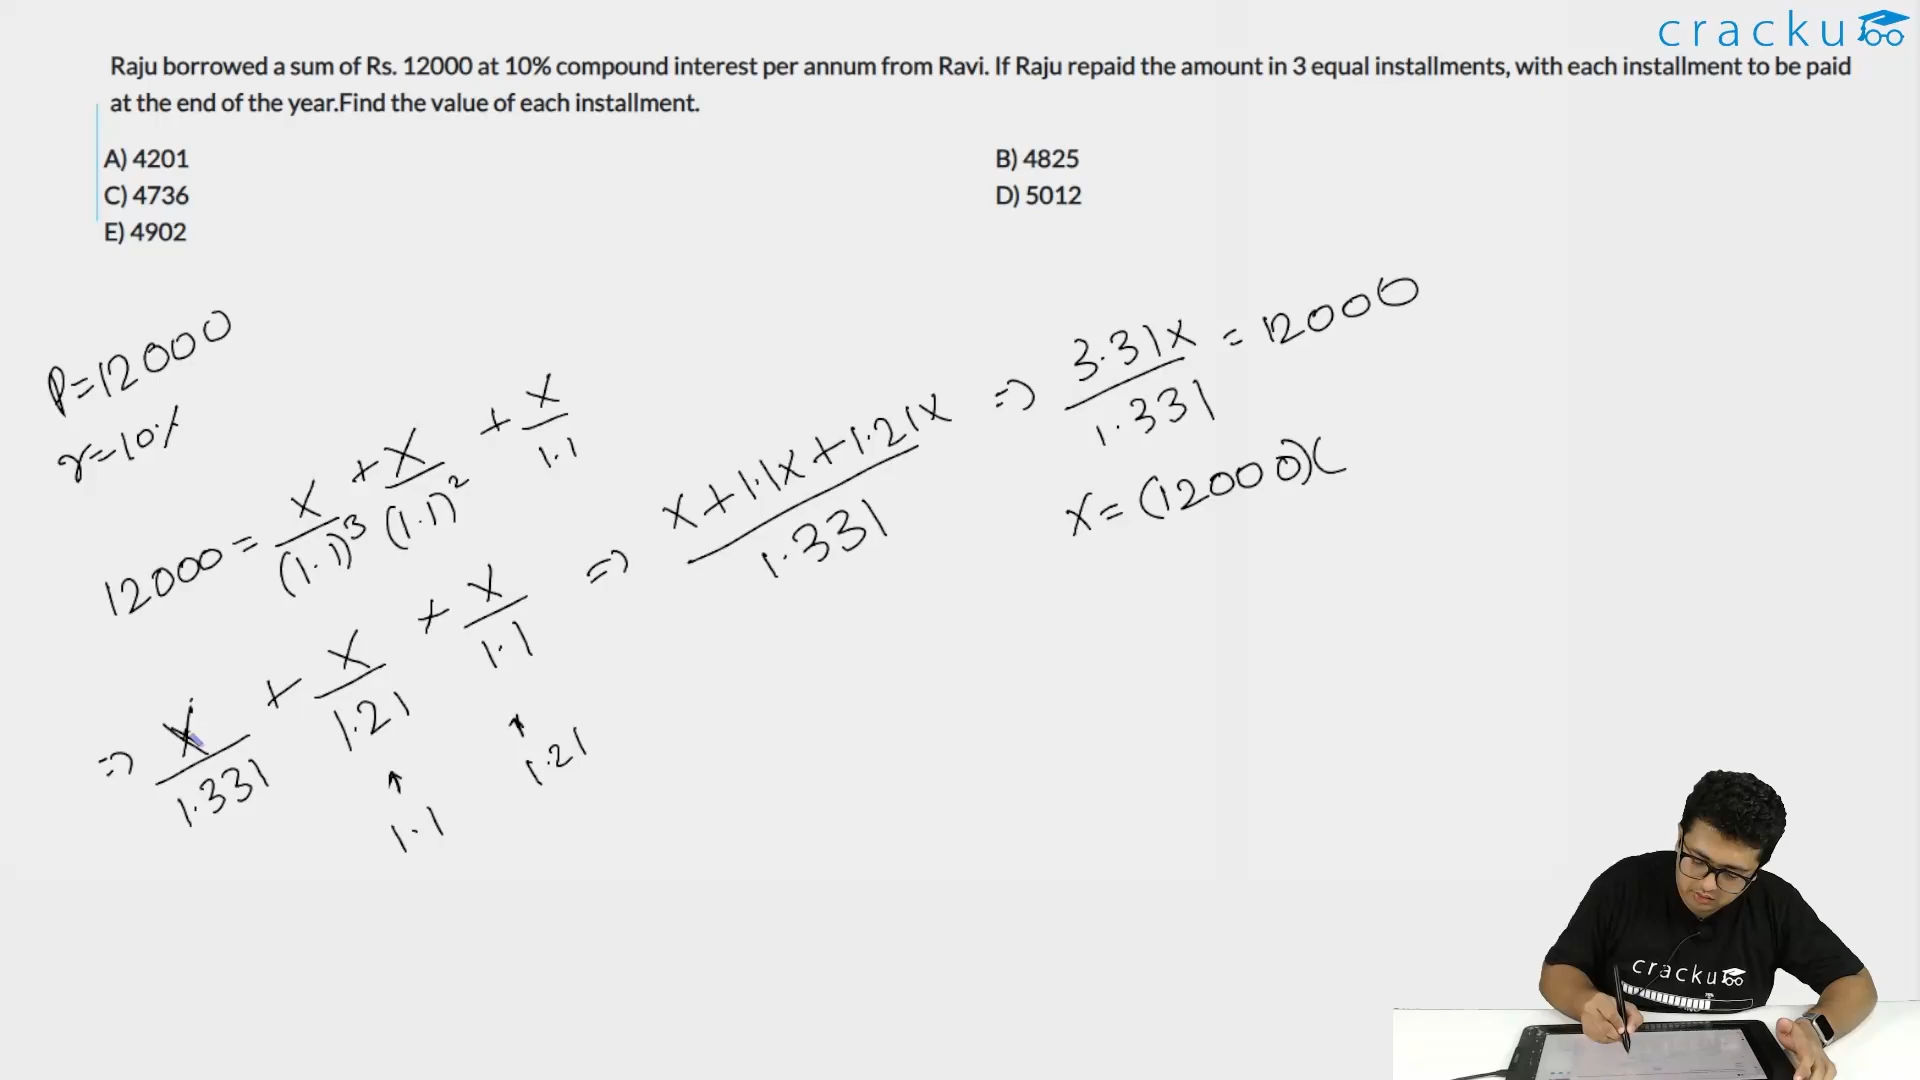 cracku
Raju borrowed a sum of Rs. 12000 at 10% compound interest per annum from Ravi. If Raju repaid the amount in 3 equal installments, with each installment to be paid
at the end of the year.Find the value of each installment.
A) 4201
B) 4825
C) 4736
D) 5012
E) 4902
P=12000
r=10%
12000 = x/(1.1)^3 + x/(1.1)^2 + x/1.1
=> x/1.331 + x/1.21 + x/1.1
1.1
1.21
=> x+1.1x+1.21x/1.331
=> 3.31x/1.331 = 12000
x=(12000)(
cracku